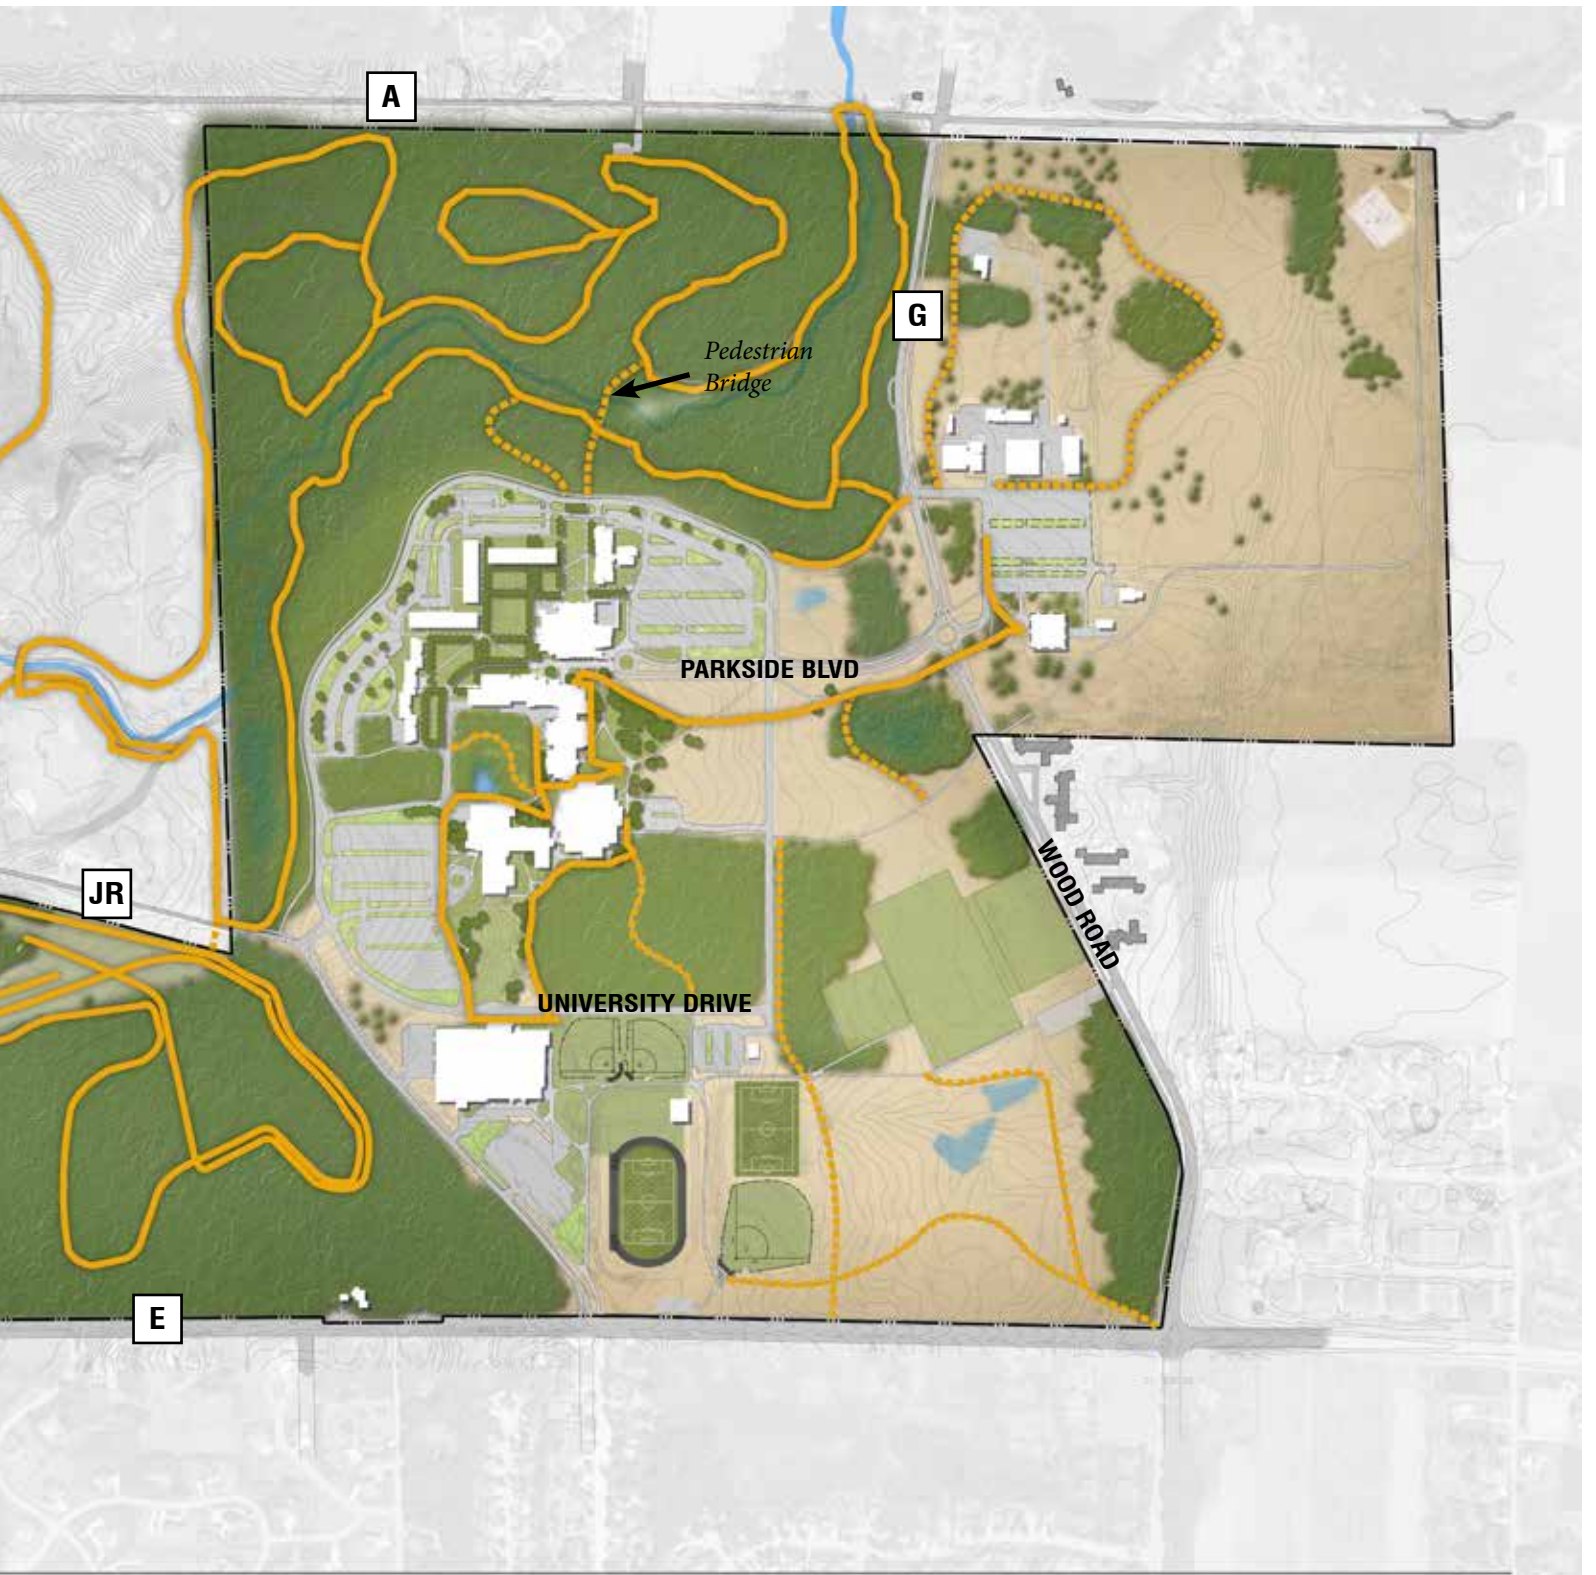 A
G
Pedestrian
Bridge
PARKSIDE BLVD
WOOD ROAD
JR
UNIVERSITY DRIVE
E